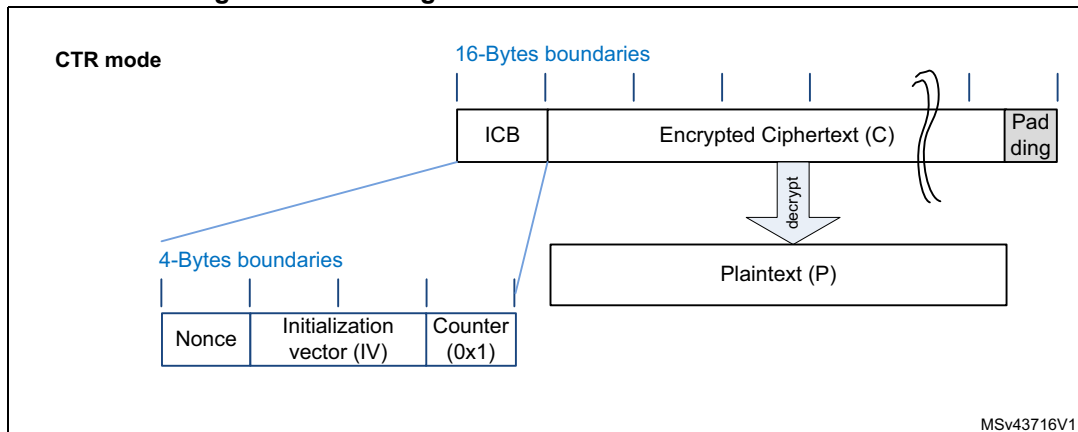 CTR mode
16-Bytes boundaries
ICB
Encrypted Ciphertext (C)
Pad
ding
decrypt
4-Bytes boundaries
Plaintext (P)
Nonce
Initialization
vector (IV)
Counter
(0x1)
MSv43716V1